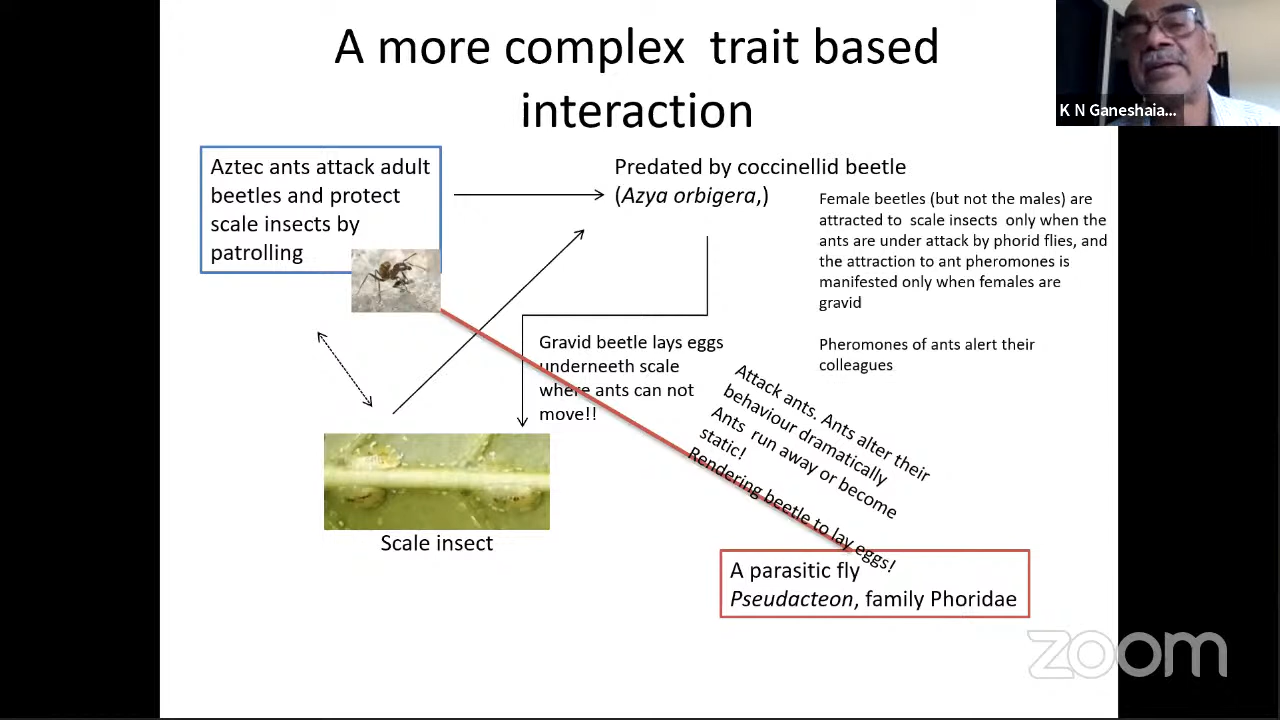 A more complex trait based
interaction
K N Ganeshaia...
Aztec ants attack adult
beetles and protect
scale insects by
patrolling
Predated by coccinellid beetle
(Azya orbigera,)
Female beetles (but not the males) are
attracted to scale insects only when the
ants are under attack by phorid flies, and
the attraction to ant pheromones is
manifested only when females are
gravid
Pheromones of ants alert their
colleagues
Gravid beetle lays eggs
underneeth scale
where ants can not
move!!
Attack ants. Ants alter their
behaviour dramatically
Ants run away or become
static!
Rendering beetle to lay eggs!
Scale insect
A parasitic fly
Pseudacteon, family Phoridae
zoom